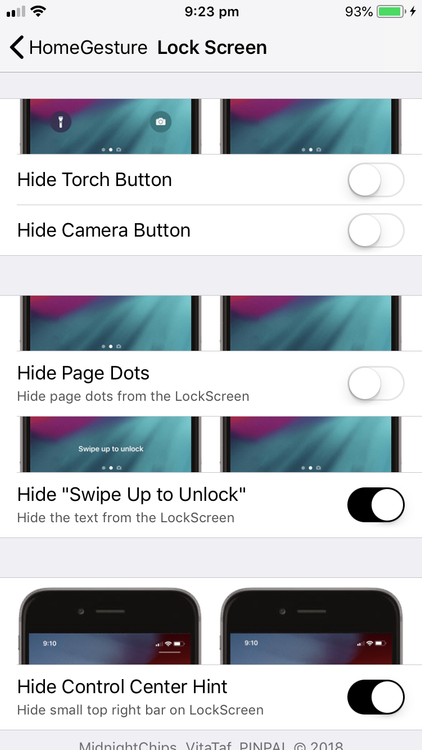 9:23 pm
93%
HomeGesture Lock Screen
Hide Torch Button
Hide Camera Button
Hide Page Dots
Hide page dots from the LockScreen
Swipe up to unlock
Hide "Swipe Up to Unlock"
Hide the text from the LockScreen
9:10 9:10
Hide Control Center Hint
Hide small top right bar on LockScreen
MidnightChips, VitaTaf, PINPAL © 2018